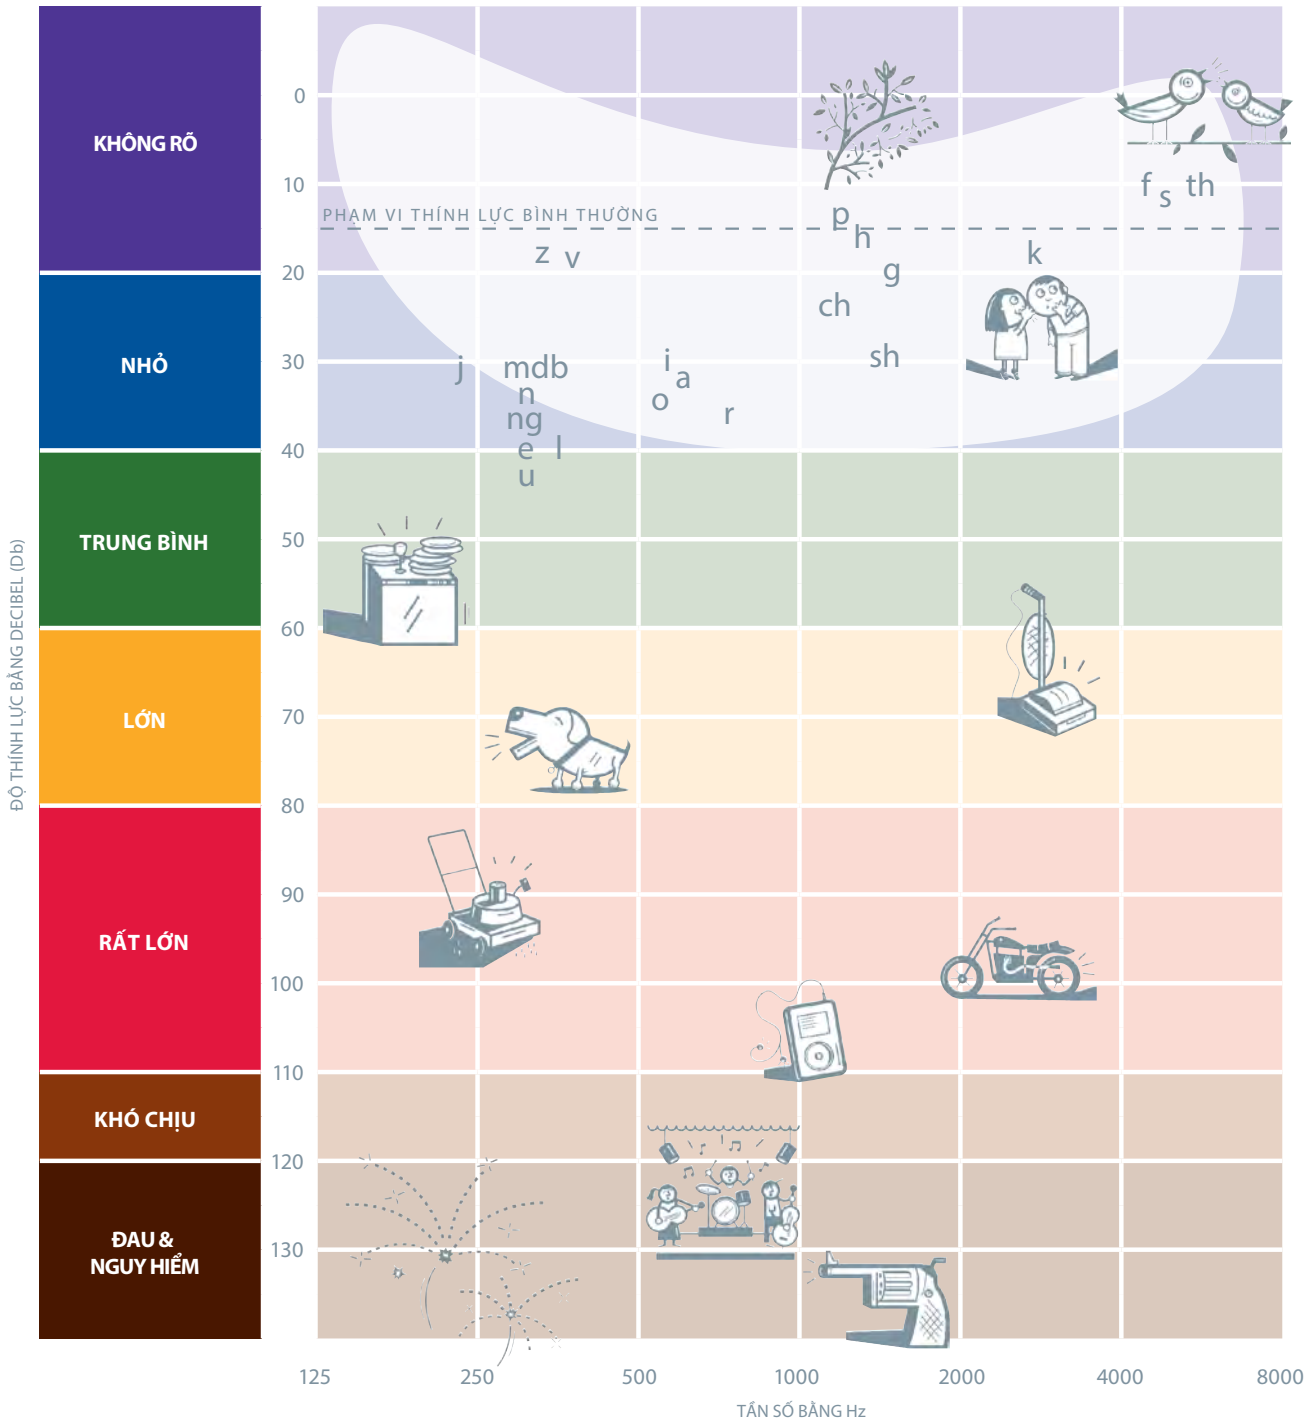 0
KHÔNG RÕ
10
f s th
PHẠM VI THÍNH LỰC BÌNH THƯỜNG
p
h
z v
k
g
20
ch
NHỎ
30
j
mdb
i
a
sh
n
o
ng
r
e l
40
u
TRUNG BÌNH
50
ĐỘ THÍNH LỰC BẰNG DECIBEL (Db)
60
LỚN
70
80
90
RẤT LỚN
100
110
KHÓ CHỊU
120
ĐAU &
NGUY HIỂM
130
125 250 500 1000 2000 4000 8000
TẦN SỐ BẰNG Hz